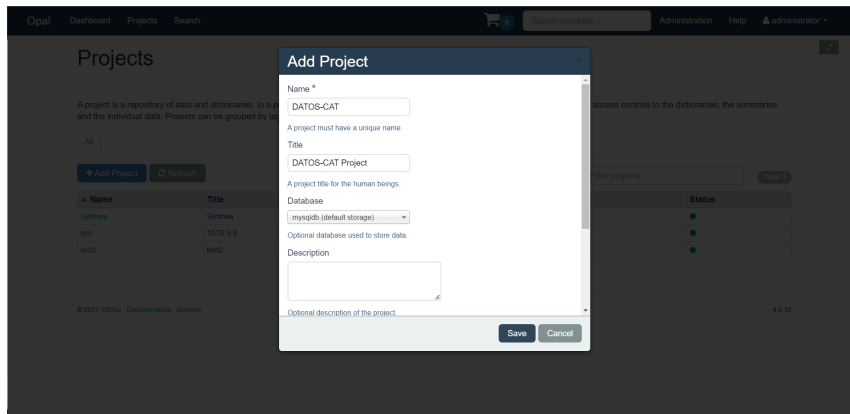 Opal Dashboard Projects Search 0 Search variables... Administration Help administrator
Projects
Add Project
×
A project is a repository of data and dictionaries. In a p
access controls to the dictionaries, the summaries
and the individual data. Projects can be grouped by tag
All
Add Project Refresh
Filter projects...
Name Title Status
Synthea Synthea
test
test2 test2
Name *
DATOS-CAT
A project must have a unique name.
Title
DATOS-CAT Project
A project title for the human beings.
Database
mysqldb (default storage)
Optional database used to store data.
Description
Optional description of the project.
Save Cancel
© 2021 OBiBa Documentation Sources